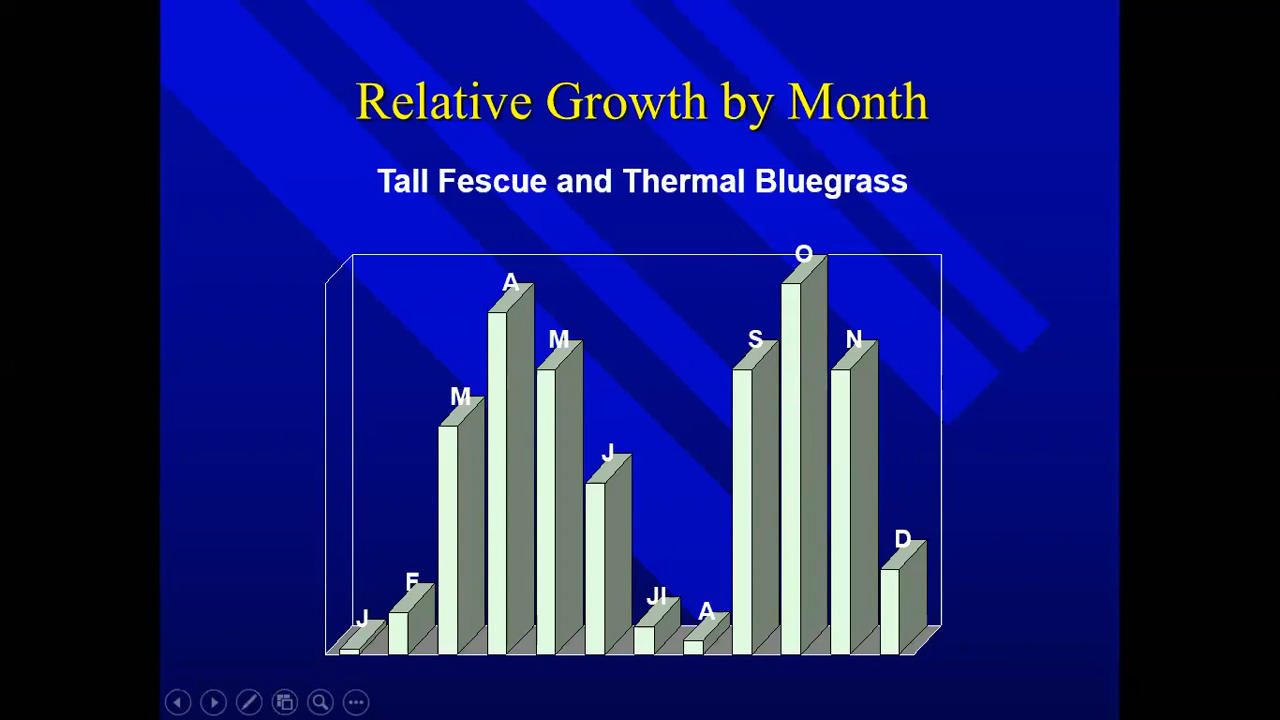 Relative Growth by Month
Tall Fescue and Thermal Bluegrass
J
F
M
A
M
J
Jl
A
S
O
N
D